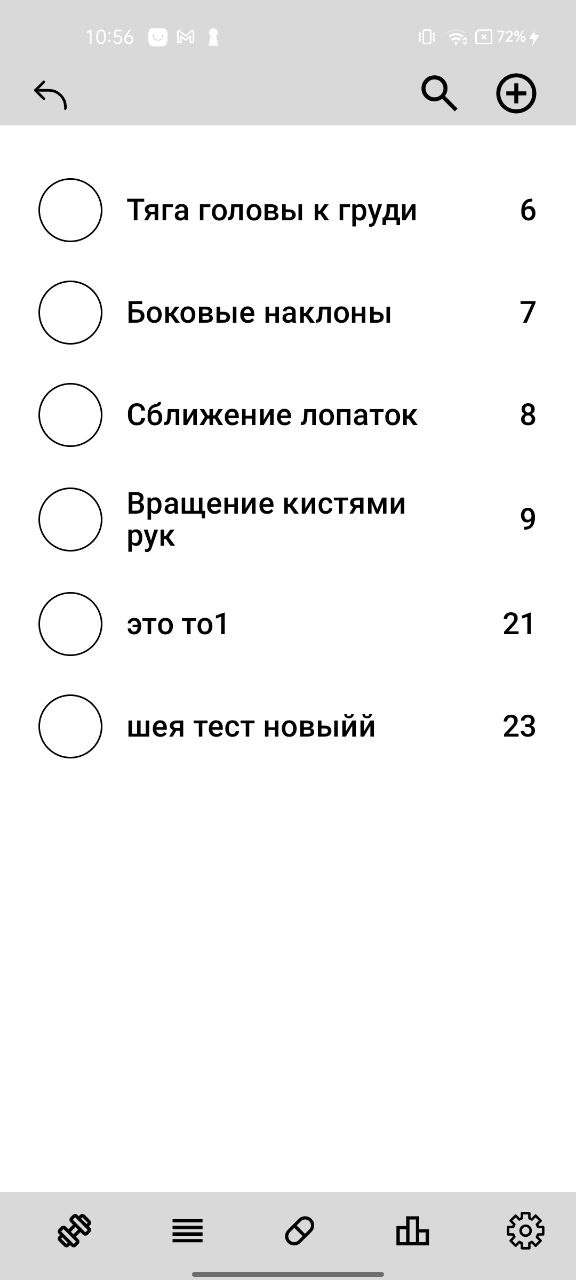 10:56 72%
Тяга головы к груди 6
Боковые наклоны 7
Сближение лопаток 8
Вращение кистями
рук 9
это то1 21
шея тест новыйй 23